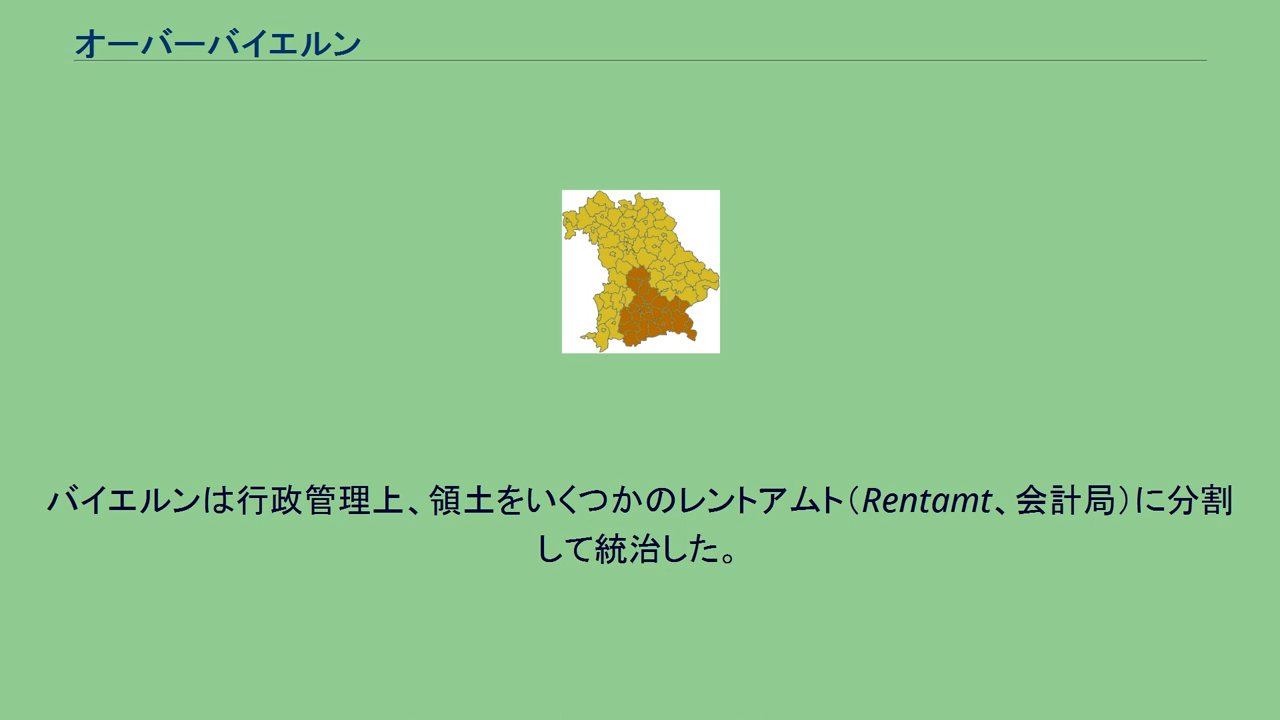 オーバーバイエルン
バイエルンは行政管理上、領土をいくつかのレントアムト（Rentamt、会計局）に分割
して統治した。